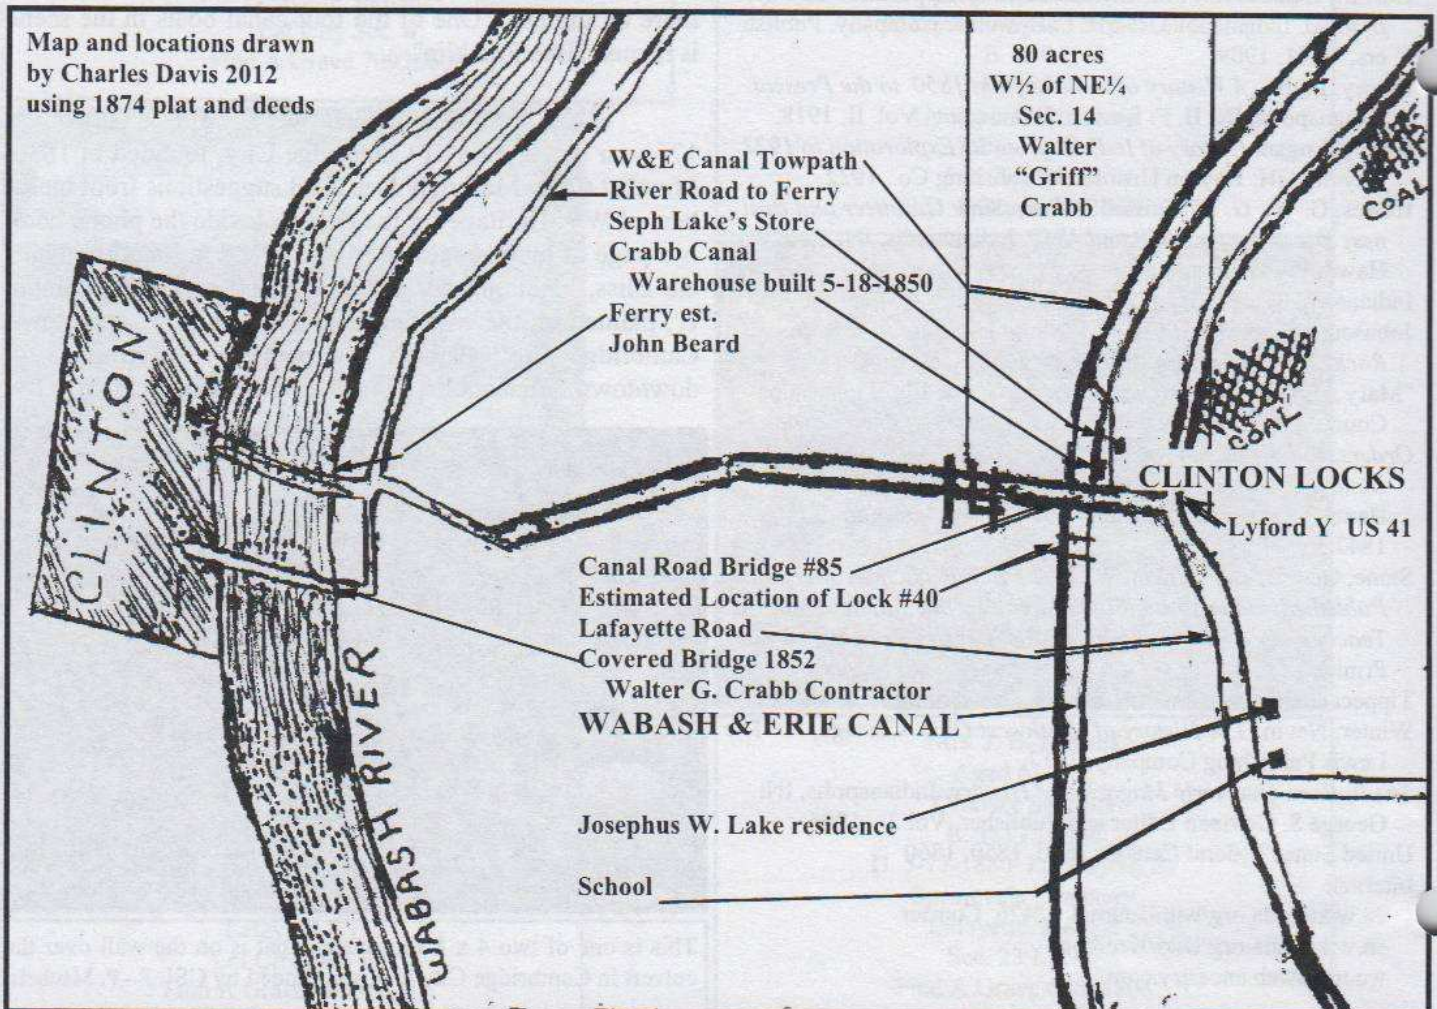 Map and locations drawn
by Charles Davis 2012
using 1874 plat and deeds
80 acres
W½ of NE¼
Sec. 14
Walter
“Griff”
Crabb
COAL
W&E Canal Towpath
River Road to Ferry
Seph Lake’s Store
Crabb Canal
Warehouse built 5-18-1850
Ferry est.
John Beard
CLINTON
COAL
CLINTON LOCKS
Lyford Y US 41
Canal Road Bridge #85
Estimated Location of Lock #40
Lafayette Road
Covered Bridge 1852
Walter G. Crabb Contractor
WABASH & ERIE CANAL
WABASH RIVER
Josephus W. Lake residence
School